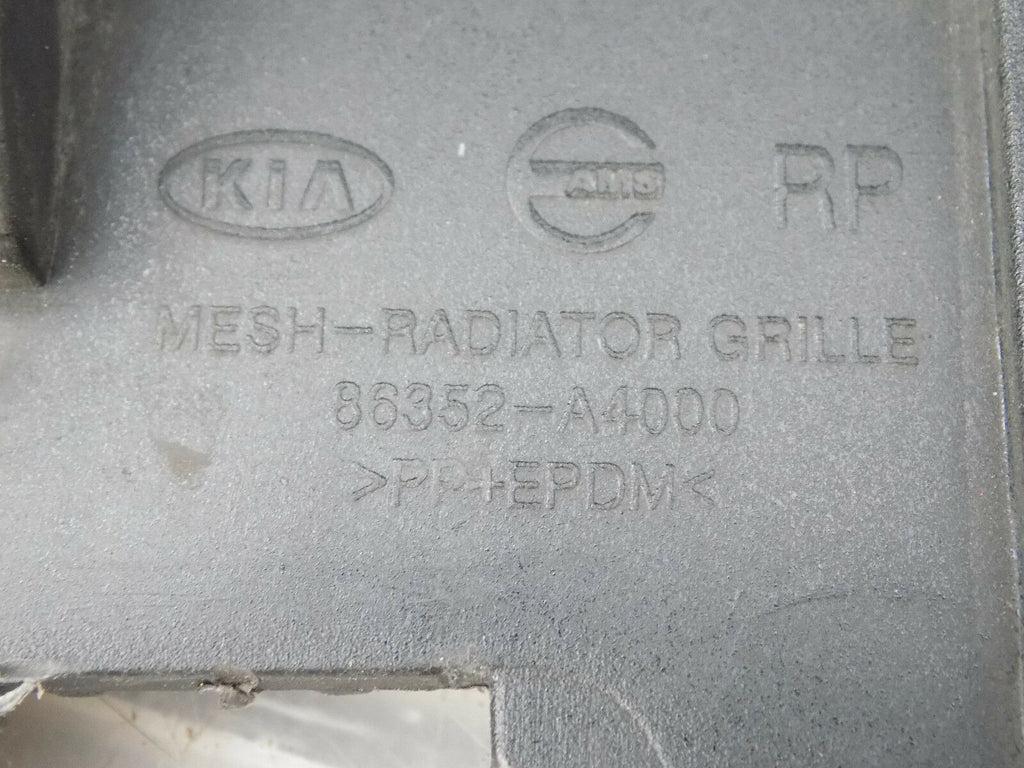 KIA AMS RP
MESH-RADIATOR GRILLE
86352-A4000
>PP+EPDM<